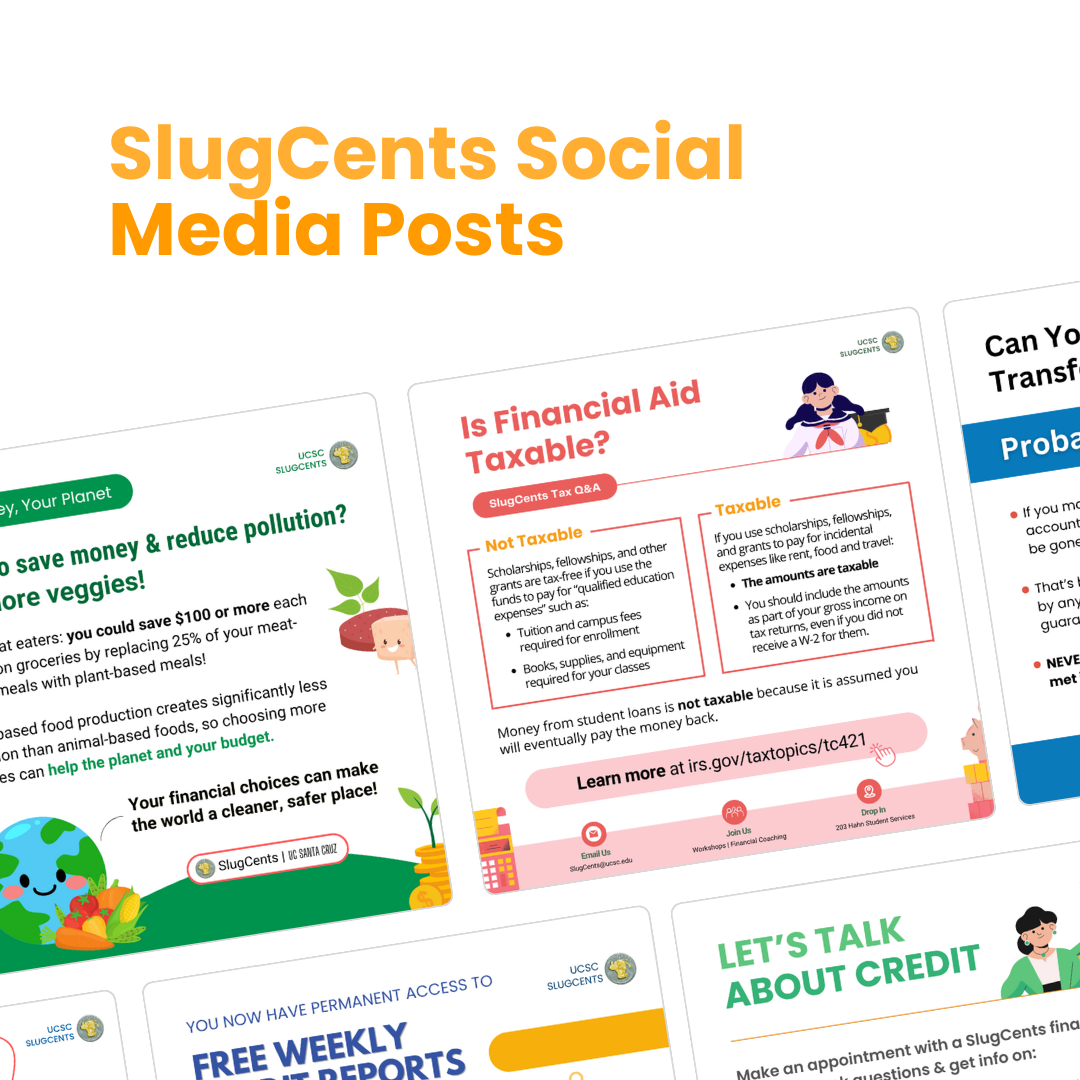 SlugCents Social
Media Posts
UCSC
SLUGCENTS
Your Planet
to save money & reduce pollution?
more veggies!
eaters: you could save $100 or more each
on groceries by replacing 25% of your meat-
meals with plant-based meals!
based food production creates significantly less
than animal-based foods, so choosing more
can help the planet and your budget.
Your financial choices can make
the world a cleaner, safer place!
SlugCents | UC SANTA CRUZ
UCSC
SLUGCENTS
Is Financial Aid
Taxable?
SlugCents Tax Q&A
Not Taxable
Scholarships, fellowships, and other
grants are tax-free if you use the
funds to pay for “qualified education
expenses” such as:
• Tuition and campus fees
required for enrollment
• Books, supplies, and equipment
required for your classes
Taxable
If you use scholarships, fellowships,
and grants to pay for incidental
expenses like rent, food and travel:
• The amounts are taxable
• You should include the amounts
as part of your gross income on
tax returns, even if you did not
receive a W-2 for them.
Money from student loans is not taxable because it is assumed you
will eventually pay the money back.
Learn more at irs.gov/taxtopics/tc421
Email Us
SlugCents@ucsc.edu
Join Us
Workshops | Financial Coaching
Drop In
203 Hahn Student Services
Can Yo
Transf
Proba
• If you
account
be gone
• That's
by any
guara
• NEVE
met
UCSC
SLUGCENTS
YOU NOW HAVE PERMANENT ACCESS TO
FREE WEEKLY
REPORTS
UCSC
SLUGCENTS
LET’S TALK
ABOUT CREDIT
Make an appointment with a SlugCents fina
questions & get info on: